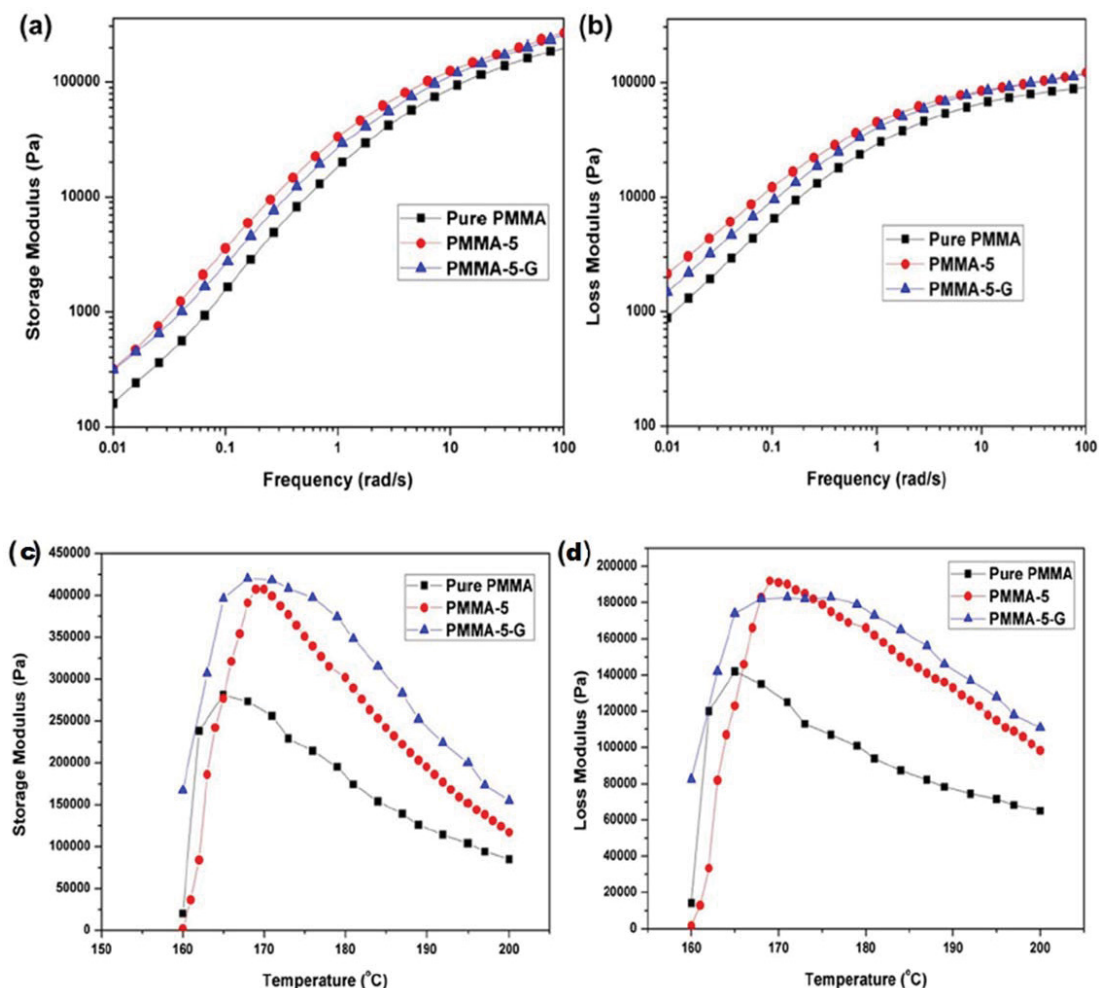 (a)
Storage Modulus (Pa)
100000
10000
1000
100
Pure PMMA
PMMA-5
PMMA-5-G
0.01 0.1 1 10 100
Frequency (rad/s)
(b)
Loss Modulus (Pa)
100000
10000
1000
100
Pure PMMA
PMMA-5
PMMA-5-G
0.01 0.1 1 10 100
Frequency (rad/s)
(c)
Storage Modulus (Pa)
450000
400000
350000
300000
250000
200000
150000
100000
50000
0
Pure PMMA
PMMA-5
PMMA-5-G
150 160 170 180 190 200
Temperature (°C)
(d)
Loss Modulus (Pa)
200000
180000
160000
140000
120000
100000
80000
60000
40000
20000
0
Pure PMMA
PMMA-5
PMMA-5-G
160 170 180 190 200
Temperature (°C)